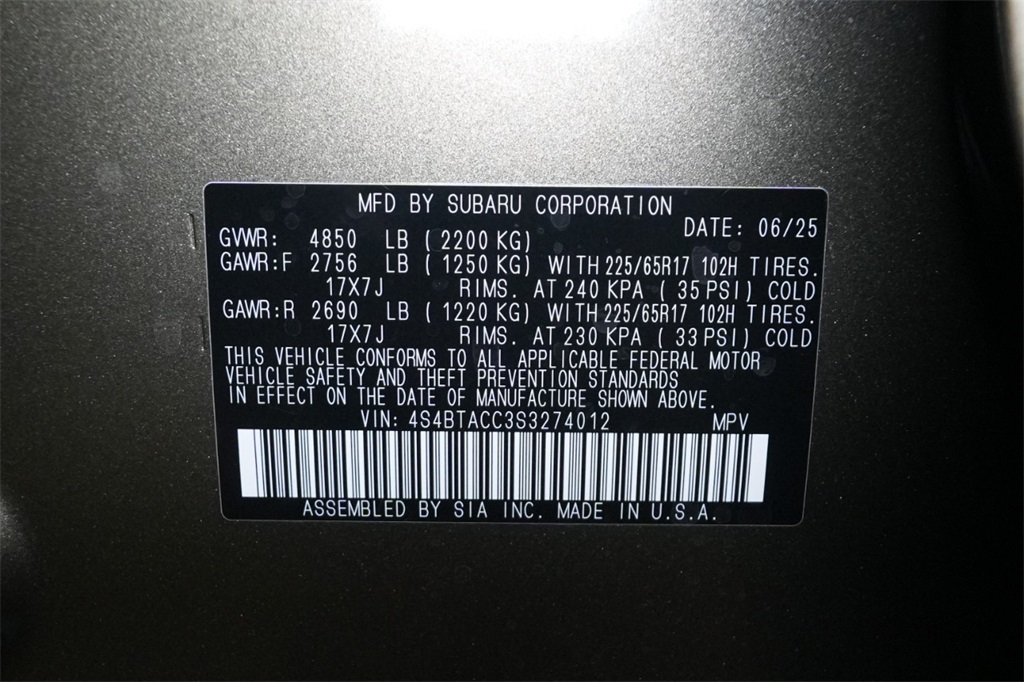 MFD BY SUBARU CORPORATION
DATE: 06/25
GVWR: 4850 LB ( 2200 KG)
GAWR:F 2756 LB ( 1250 KG) WITH 225/65R17 102H TIRES.
17X7J RIMS. AT 240 KPA ( 35 PSI) COLD
GAWR:R 2690 LB ( 1220 KG) WITH 225/65R17 102H TIRES.
17X7J RIMS. AT 230 KPA ( 33 PSI) COLD
THIS VEHICLE CONFORMS TO ALL APPLICABLE FEDERAL MOTOR
VEHICLE SAFETY AND THEFT PREVENTION STANDARDS
IN EFFECT ON THE DATE OF MANUFACTURE SHOWN ABOVE.
VIN: 4S4BTACC3S3274012 MPV
ASSEMBLED BY SIA INC. MADE IN U.S.A.